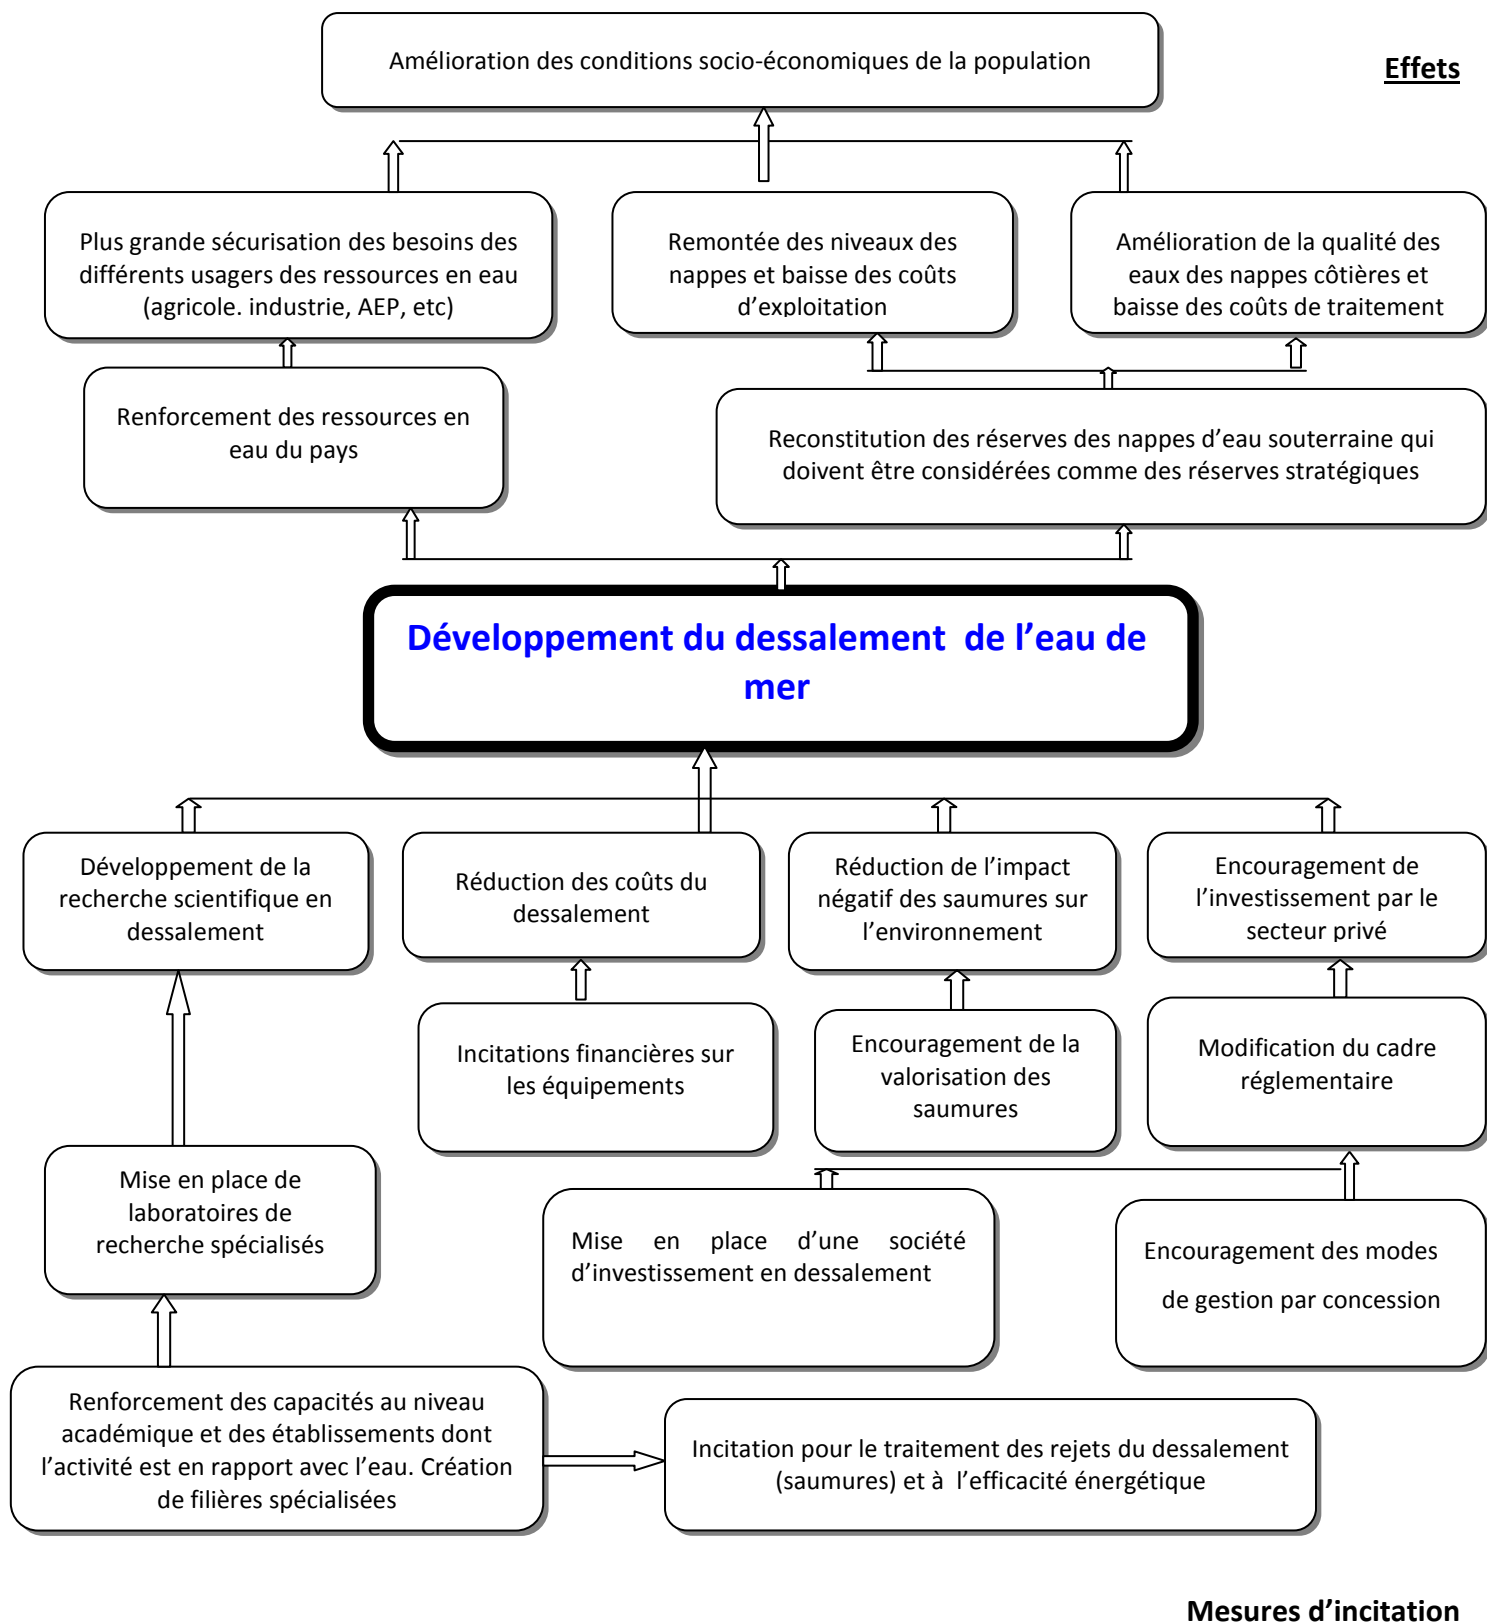 Amélioration des conditions socio-économiques de la population
Effets
Plus grande sécurisation des besoins des
différents usagers des ressources en eau
(agricole. industrie, AEP, etc)
Remontée des niveaux des
nappes et baisse des coûts
d’exploitation
Amélioration de la qualité des
eaux des nappes côtières et
baisse des coûts de traitement
Renforcement des ressources en
eau du pays
Reconstitution des réserves des nappes d’eau souterraine qui
doivent être considérées comme des réserves stratégiques
Développement du dessalement de l’eau de
mer
Développement de la
recherche scientifique en
dessalement
Réduction des coûts du
dessalement
Réduction de l’impact
négatif des saumures sur
l’environnement
Encouragement de
l’investissement par le
secteur privé
Incitations financières sur
les équipements
Encouragement de la
valorisation des
saumures
Modification du cadre
réglementaire
Mise en place de
laboratoires de
recherche spécialisés
Mise en place d’une société
d’investissement en dessalement
Encouragement des modes
de gestion par concession
Renforcement des capacités au niveau
académique et des établissements dont
l’activité est en rapport avec l’eau. Création
de filières spécialisées
Incitation pour le traitement des rejets du dessalement
(saumures) et à l’efficacité énergétique
Mesures d’incitation